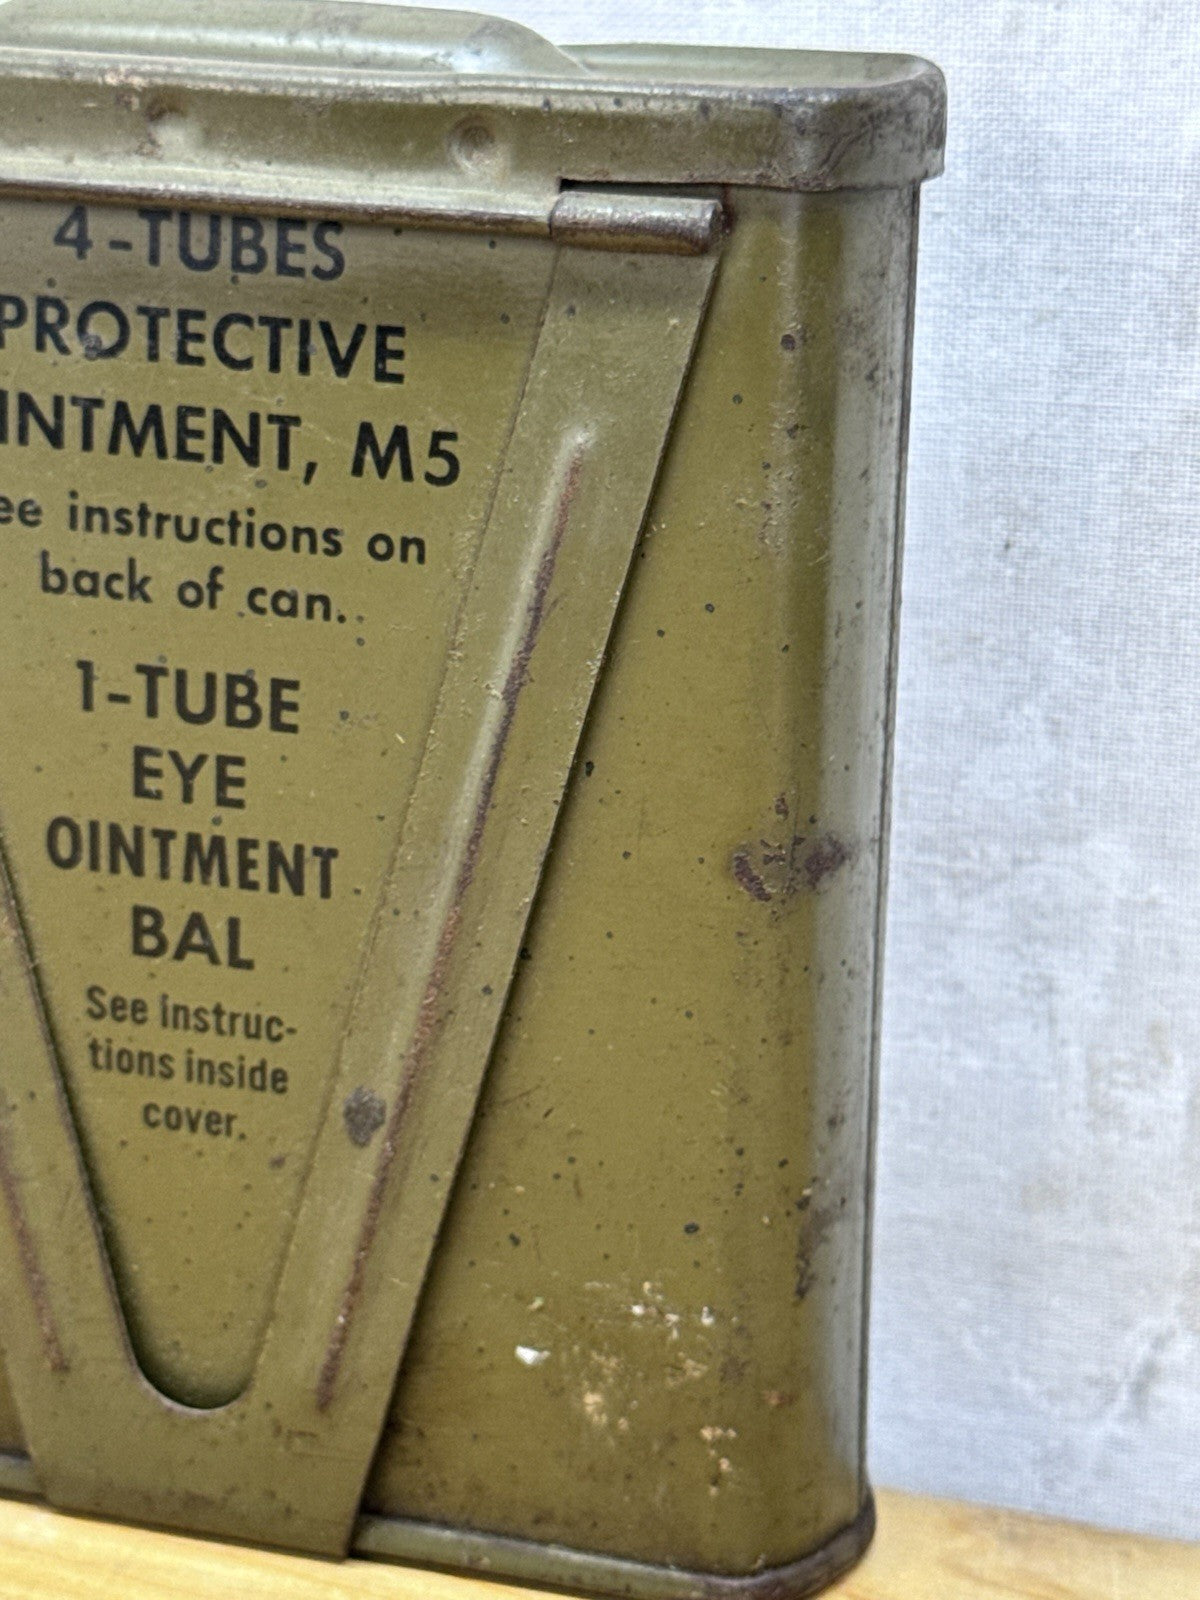 4-TUBES
PROTECTIVE
INTMENT, M5
ee instructions on
back of can.
1-TUBE
EYE
OINTMENT
BAL
See instruc-
tions inside
cover.